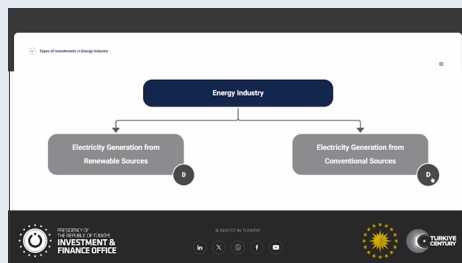 Types of Investments in Energy Industry
Energy Industry
Electricity Generation from
Renewable Sources
D
Electricity Generation from
Conventional Sources
D
PRESIDENCY OF
THE REPUBLIC OF TÜRKİYE
INVESTMENT &
FINANCE OFFICE
© INVEST IN TÜRKİYE
TÜRKİYE
CENTURY